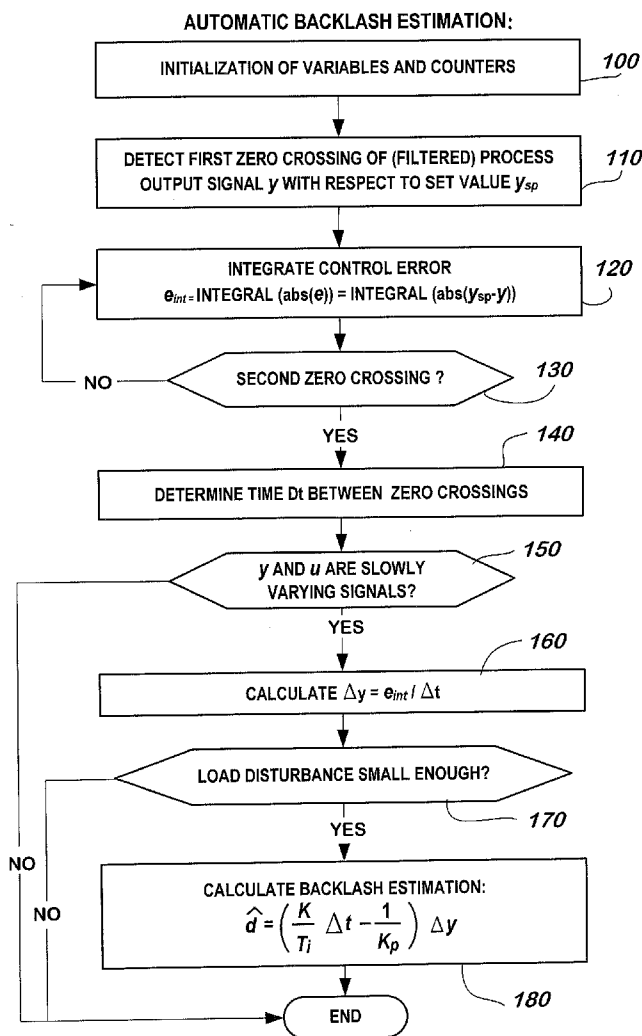 AUTOMATIC BACKLASH ESTIMATION:
INITIALIZATION OF VARIABLES AND COUNTERS
100
DETECT FIRST ZERO CROSSING OF (FILTERED) PROCESS
OUTPUT SIGNAL y WITH RESPECT TO SET VALUE ysp
110
INTEGRATE CONTROL ERROR
eint = INTEGRAL (abs(e)) = INTEGRAL (abs(ysp-y))
120
SECOND ZERO CROSSING ?
130
NO
YES
140
DETERMINE TIME Dt BETWEEN ZERO CROSSINGS
150
y AND u ARE SLOWLY
VARYING SIGNALS?
YES
160
CALCULATE Δy = eint / Δt
LOAD DISTURBANCE SMALL ENOUGH?
170
YES
NO
NO
CALCULATE BACKLASH ESTIMATION:
d̂ = (K/Ti Δt − 1/Kp) Δy
180
END